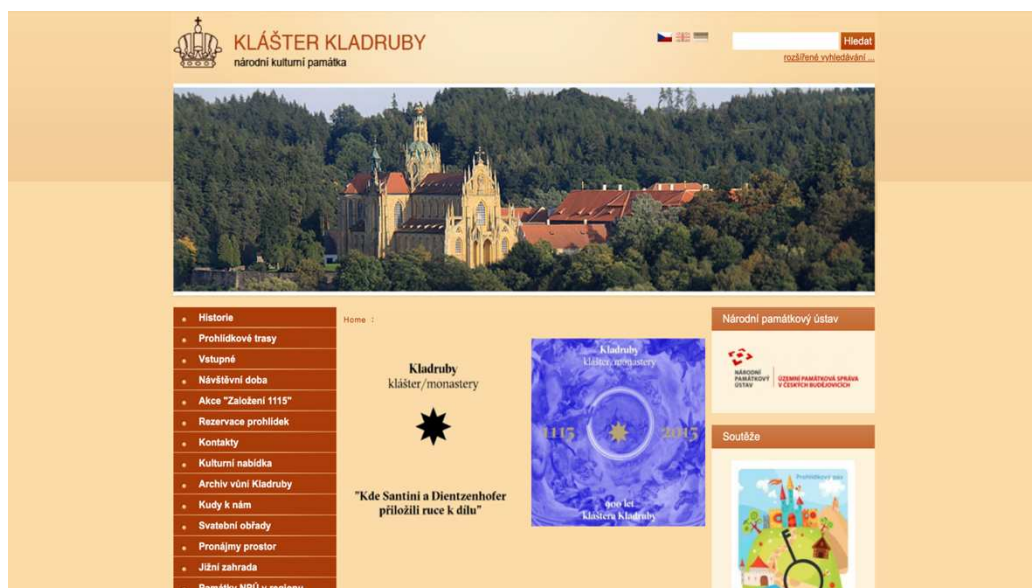 KLÁŠTER KLADRUBY
národní kulturní památka
Hledat
rozšířené vyhledávání ...
Historie
Prohlídkové trasy
Vstupné
Návštěvní doba
Akce "Založení 1115"
Rezervace prohlídek
Kontakty
Kulturní nabídka
Archiv vůní Kladruby
Kudy k nám
Svatební obřady
Pronájmy prostor
Jižní zahrada
Památky NPÚ v regionu
Home :
Kladruby
klášter/monastery
"Kde Santini a Dientzenhofer
přiložili ruce k dílu"
Kladruby
klášter/monastery
1115 2015
900 let
kláštera Kladruby
Národní památkový ústav
NÁRODNÍ
PAMÁTKOVÝ
ÚSTAV
ÚZEMNÍ PAMÁTKOVÁ SPRÁVA
V ČESKÝCH BUDĚJOVICÍCH
Soutěže